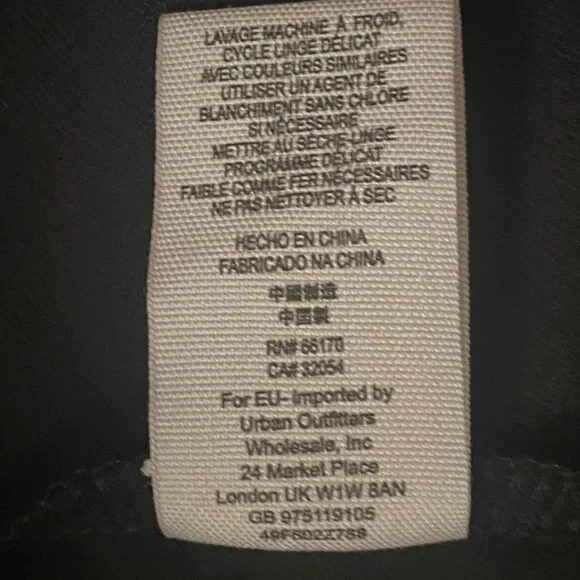 LAVAGE MACHINE À FROID,
CYCLE LINGE DÉLICAT
AVEC COULEURS SIMILAIRES
UTILISER UN AGENT DE
BLANCHIMENT SANS CHLORE
SI NÉCESSAIRE
METTRE AU SÈCHE-LINGE
PROGRAMME DÉLICAT
FAIBLE COMME FER NÉCESSAIRES
NE PAS NETTOYER À SEC
HECHO EN CHINA
FABRICADO NA CHINA
中國製造
中国製
RN# 66170
CA# 32054
For EU- Imported by
Urban Outfitters
Wholesale, Inc
24 Market Place
London UK W1W 8AN
GB 975119105